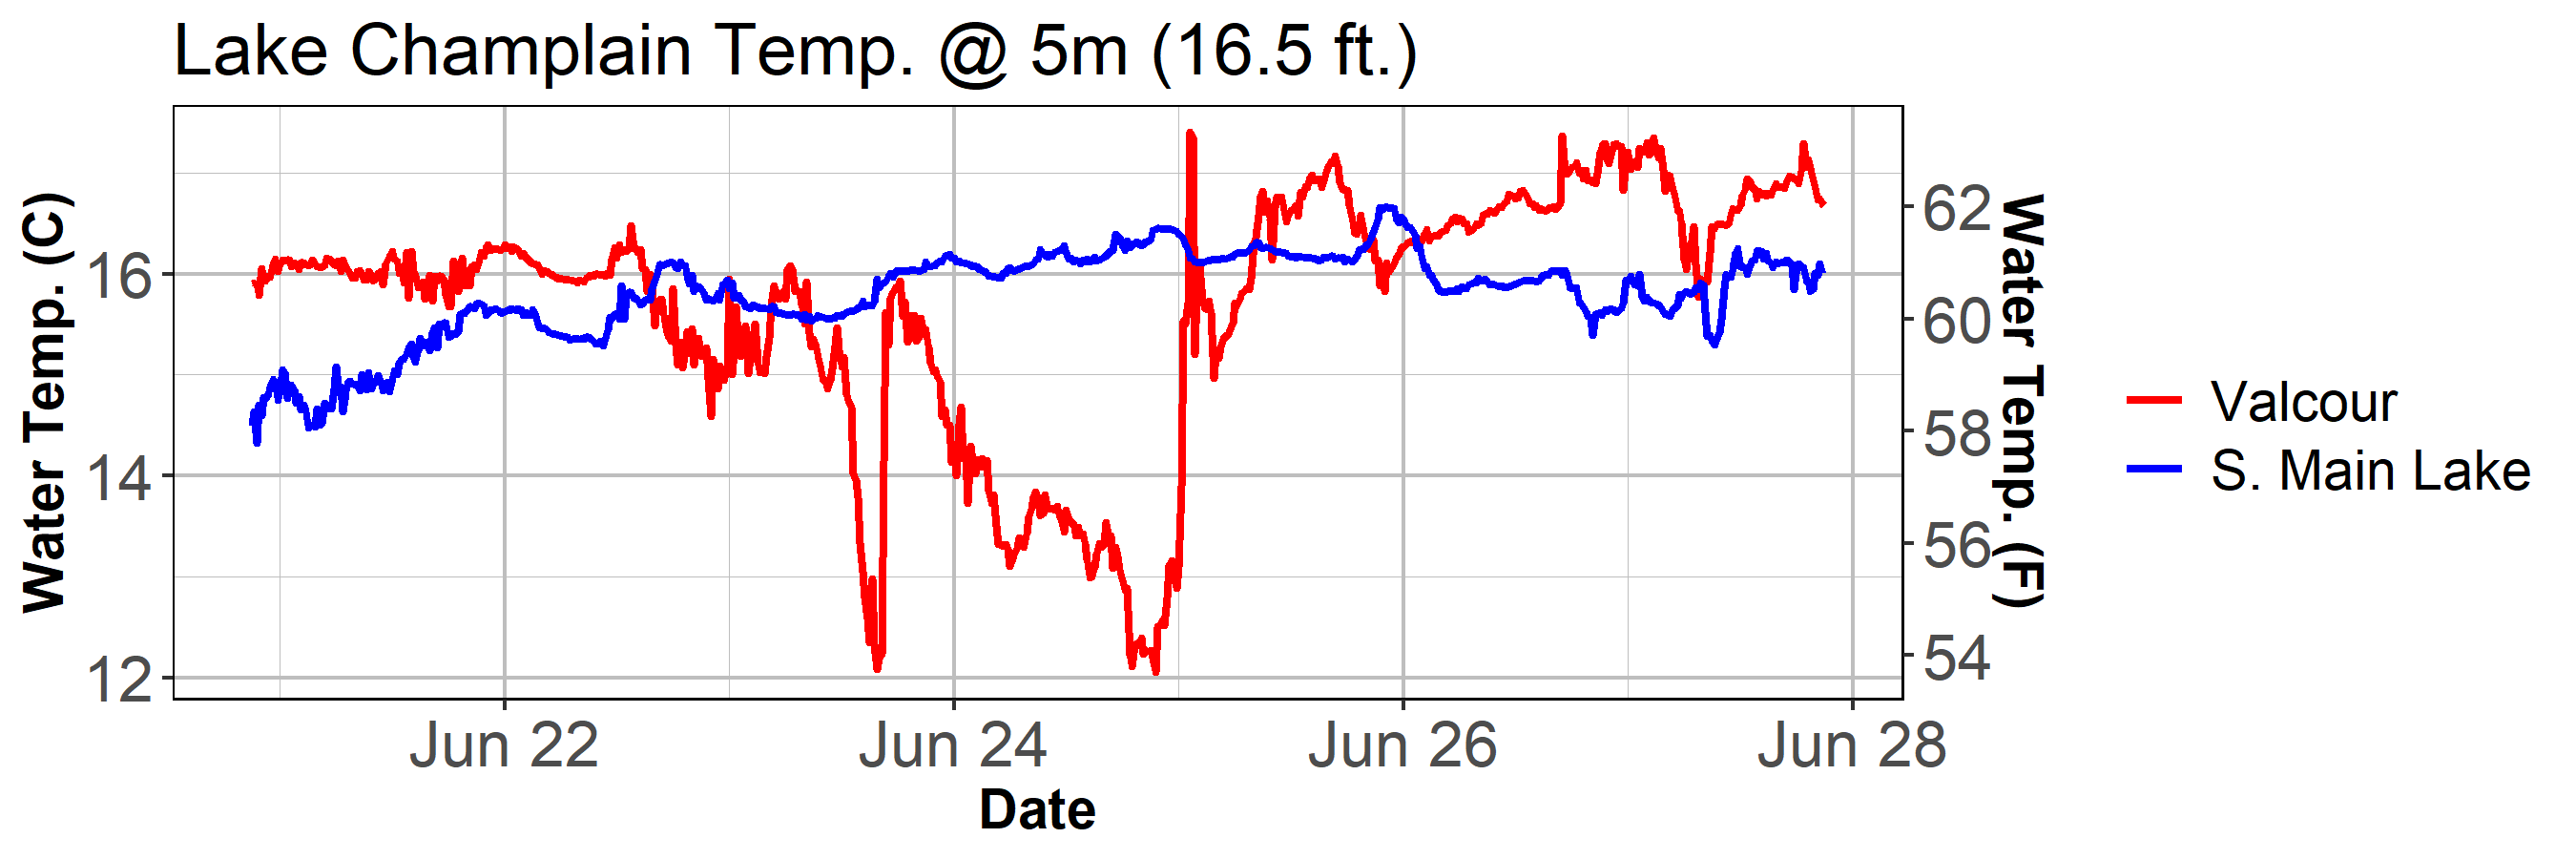 Lake Champlain Temp. @ 5m (16.5 ft.)
Water Temp. (C)
16
14
12
62
60
58
56
54
Water Temp. (F)
Jun 22
Jun 24
Jun 26
Jun 28
Date
Valcour
S. Main Lake